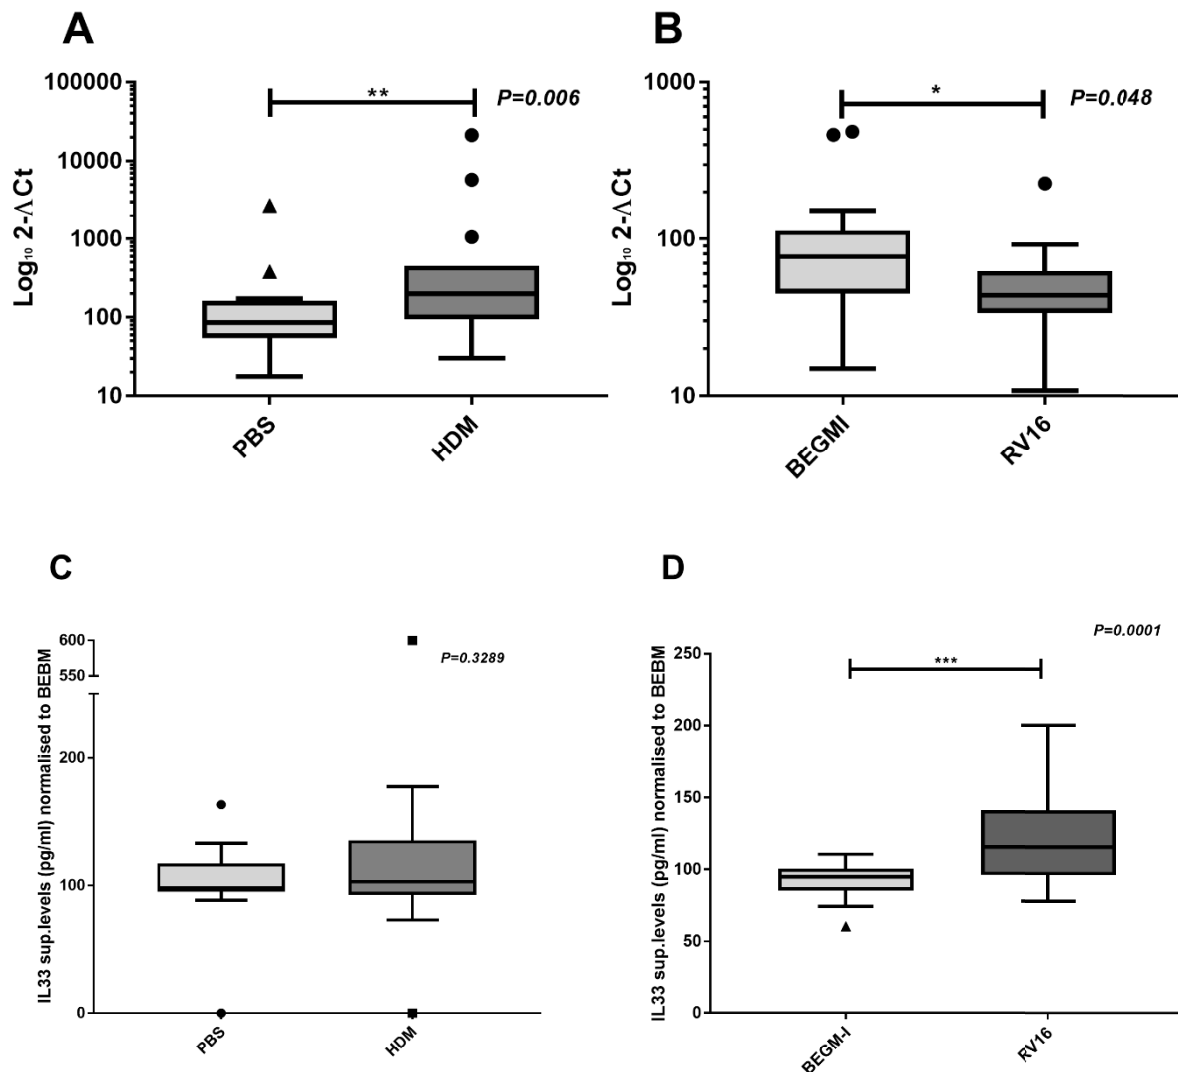 A
B
100000
10000
1000
100
10
Log₁₀ 2-ΛCt
**
P=0.006
PBS
HDM
1000
100
10
Log₁₀ 2-ΛCt
*
P=0.048
BEGMI
RV16
C
D
600
550
200
100
0
IL33 sup.levels (pg/ml) normalised to BEBM
P=0.3289
PBS
HDM
250
200
150
100
50
0
IL33 sup.levels (pg/ml) normalised to BEBM
***
P=0.0001
BEGM-I
RV16